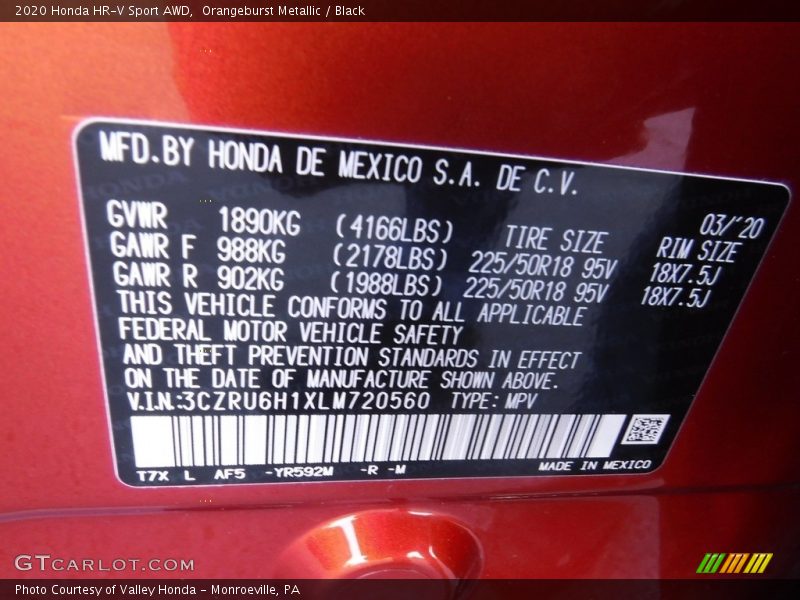 2020 Honda HR-V Sport AWD,  Orangeburst Metallic / Black
MFD.BY HONDA DE MEXICO S.A. DE C.V.
03/'20
GVWR 1890KG (4166LBS) TIRE SIZE RIM SIZE
GAWR F 988KG (2178LBS) 225/50R18 95V 18X7.5J
GAWR R 902KG (1988LBS) 225/50R18 95V 18X7.5J
THIS VEHICLE CONFORMS TO ALL APPLICABLE
FEDERAL MOTOR VEHICLE SAFETY
AND THEFT PREVENTION STANDARDS IN EFFECT
ON THE DATE OF MANUFACTURE SHOWN ABOVE.
V.I.N.:3CZRU6H1XLM720560 TYPE: MPV
T7X L AF5 -YR592M -R -M MADE IN MEXICO
GTCARLOT.COM
Photo Courtesy of Valley Honda - Monroeville, PA